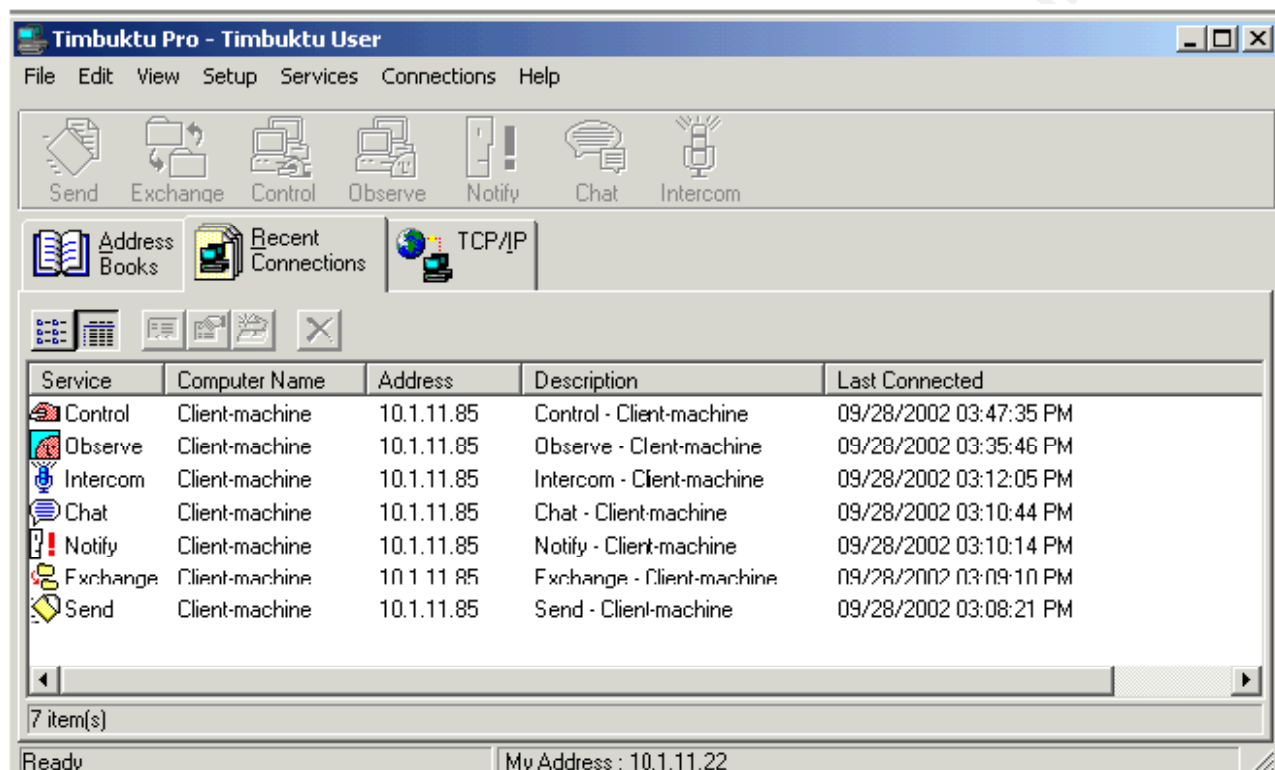 Timbuktu Pro - Timbuktu User
File Edit View Setup Services Connections Help
Send Exchange Control Observe Notify Chat Intercom
Address Books
Recent Connections
TCP/IP
Service Computer Name Address Description Last Connected
Control Client-machine 10.1.11.85 Control - Client-machine 09/28/2002 03:47:35 PM
Observe Client-machine 10.1.11.85 Observe - Client-machine 09/28/2002 03:35:46 PM
Intercom Client-machine 10.1.11.85 Intercom - Client-machine 09/28/2002 03:12:05 PM
Chat Client-machine 10.1.11.85 Chat - Client-machine 09/28/2002 03:10:44 PM
Notify Client-machine 10.1.11.85 Notify - Client-machine 09/28/2002 03:10:14 PM
Exchange Client-machine 10.1.11.85 Exchange - Client-machine 09/28/2002 03:09:10 PM
Send Client-machine 10.1.11.85 Send - Client-machine 09/28/2002 03:08:21 PM
7 item(s)
Ready My Address : 10.1.11.22